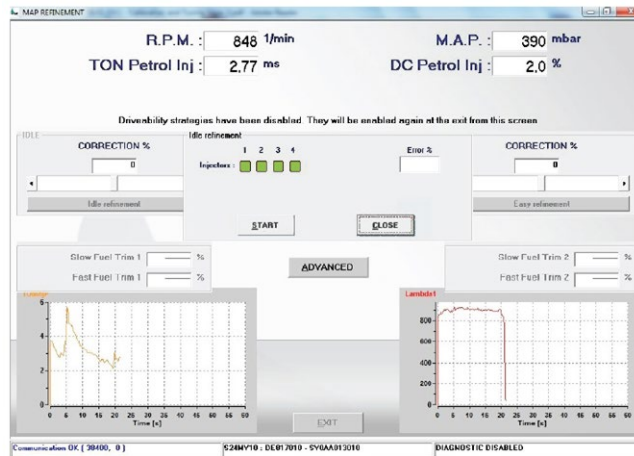 MAP REFINEMENT
R.P.M. : 848 1/min
M.A.P. : 390 mbar
TON Petrol Inj : 2,77 ms
DC Petrol Inj : 2,0 %
Driveability strategies have been disabled. They will be enabled again at the exit from this screen
IDLE
CORRECTION %
0
Idle refinement
Idle refinement
1 2 3 4
Injectors :
Error %
START
CLOSE
CORRECTION %
0
Easy refinement
Slow Fuel Trim 1 %
Fast Fuel Trim 1 %
ADVANCED
Slow Fuel Trim 2 %
Fast Fuel Trim 2 %
6
4
2
0
0 5 10 15 20 25 30 35 40 45 50 55 60
Time [s]
Lambda1
800
600
400
200
0
0 5 10 15 20 25 30 35 40 45 50 55 60
Time [s]
EXIT
Communication OK ( 38400, 0 )
S24MY10 : DE817010 - SY0AA013010
DIAGNOSTIC DISABLED